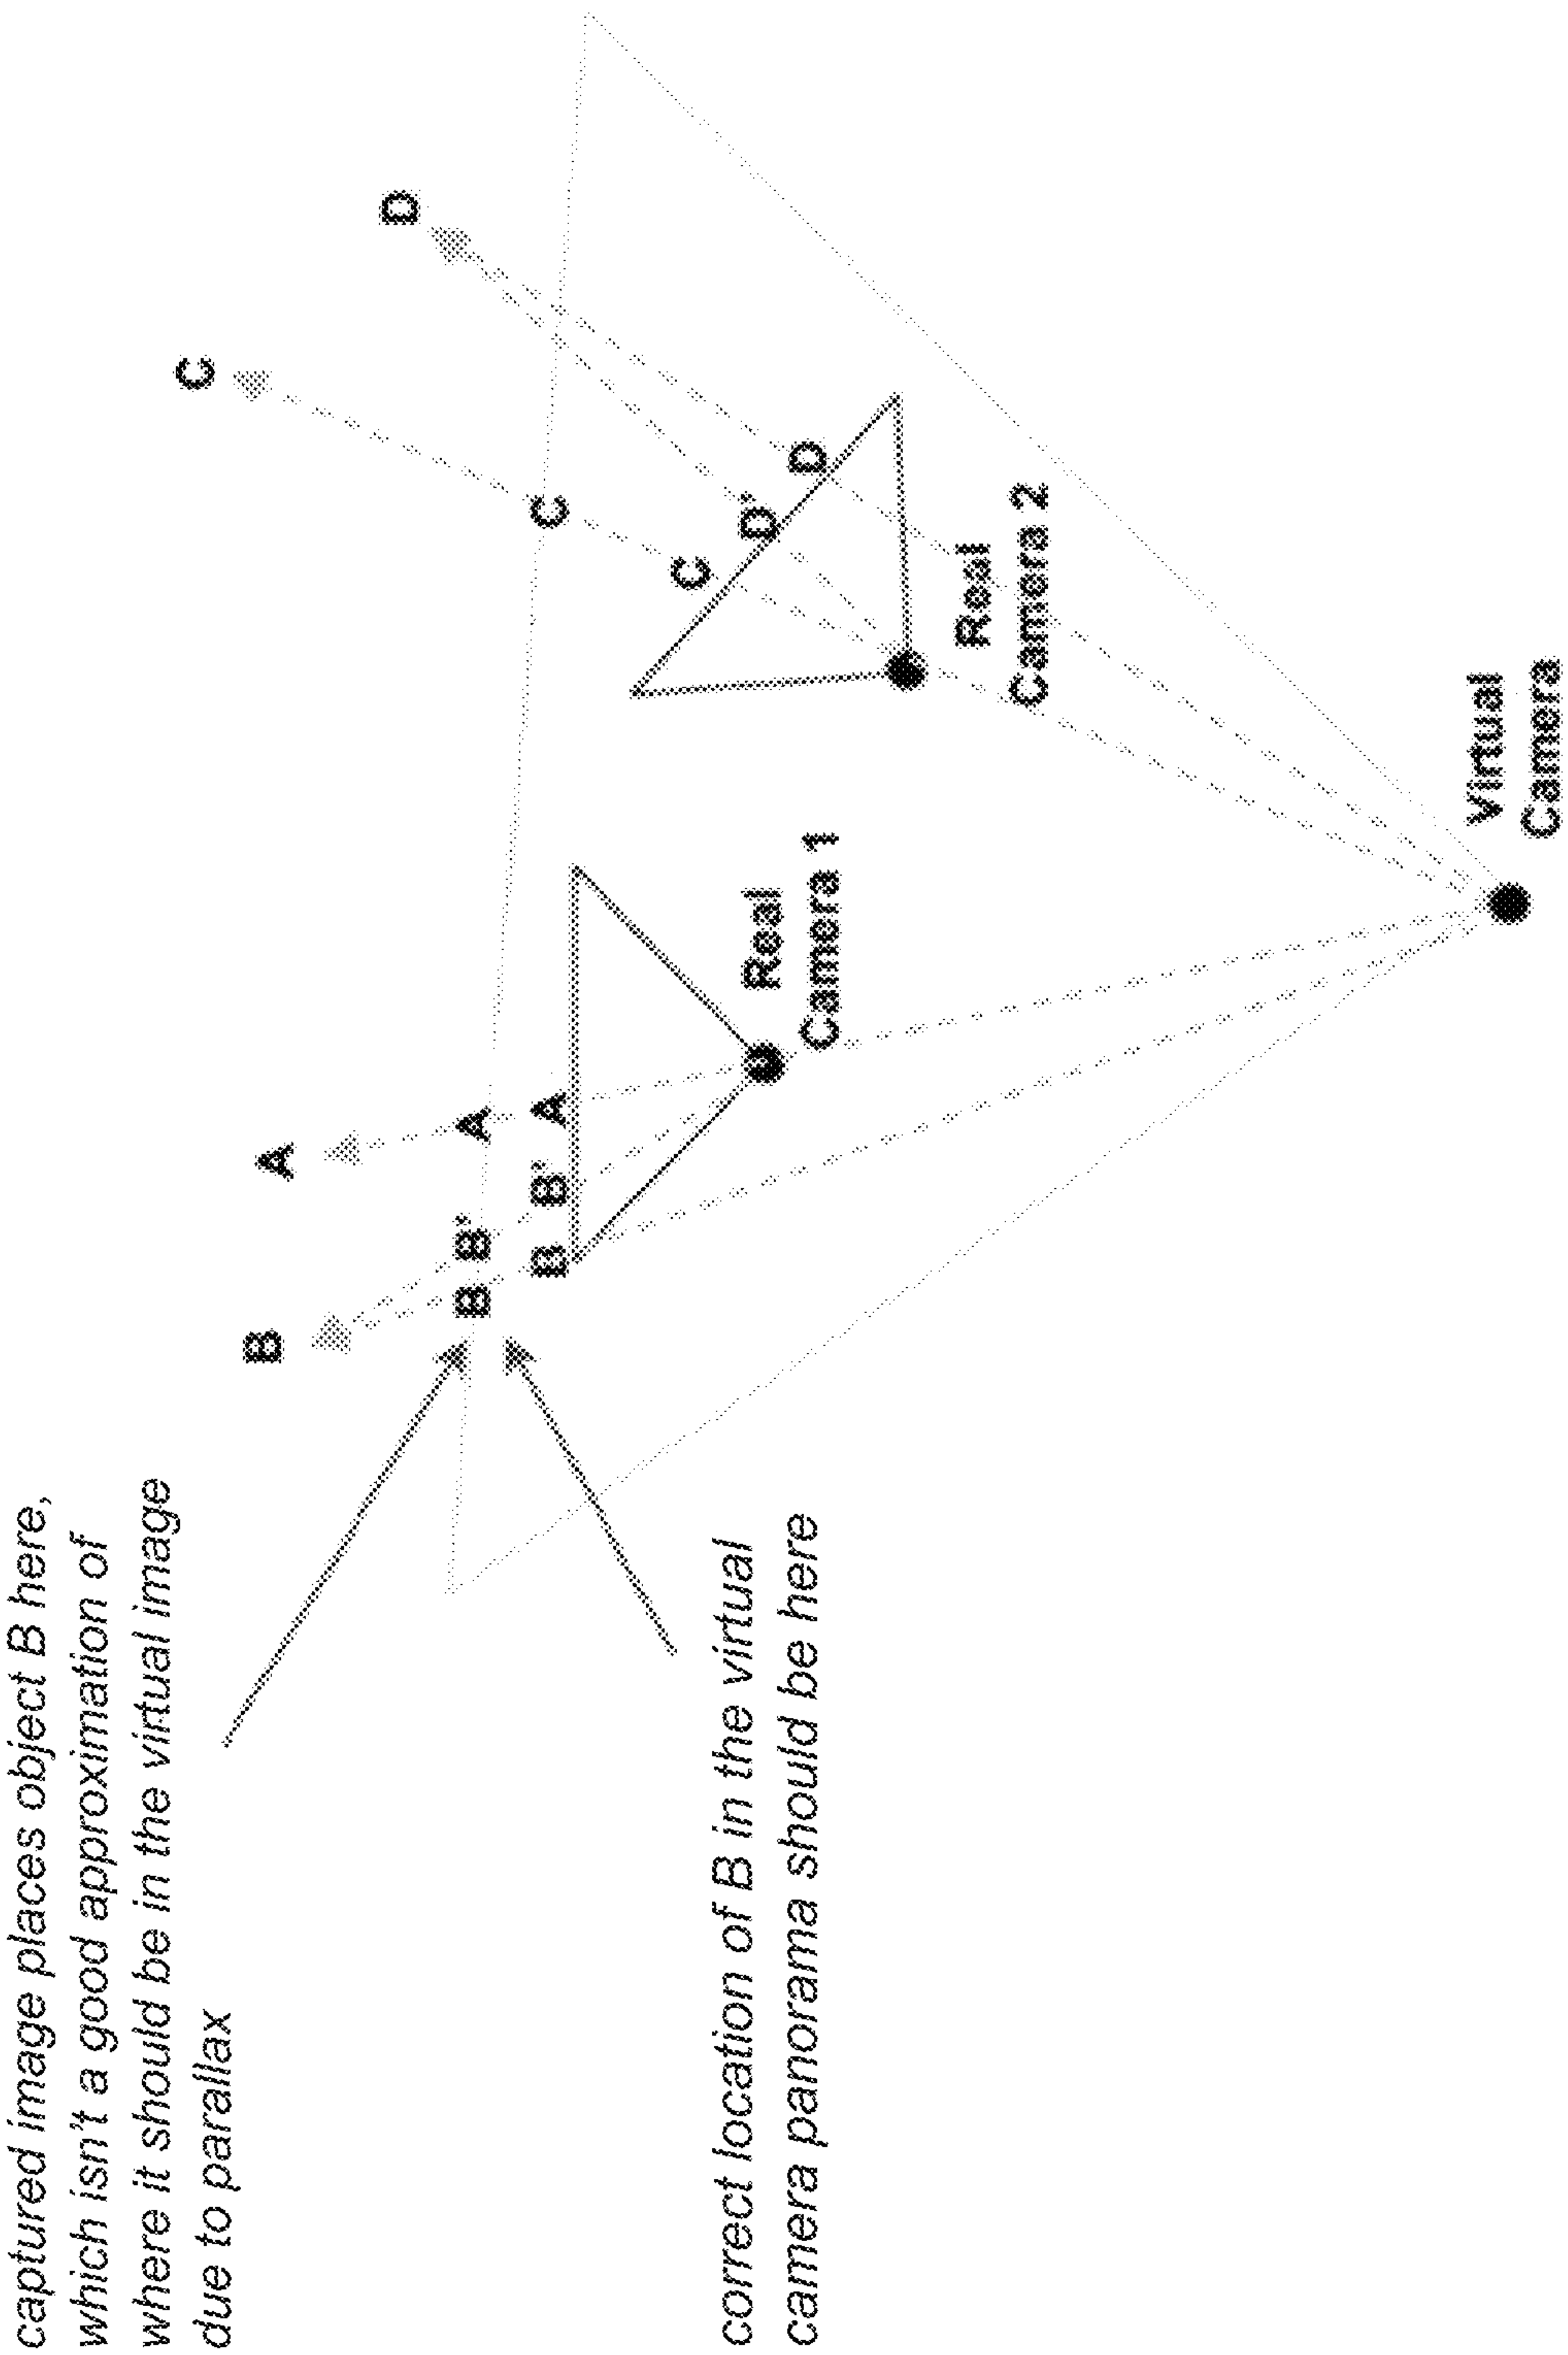 captured image places object B here,
which isn't a good approximation of
where it should be in the virtual image
due to parallax
correct location of B in the virtual
camera panorama should be here
B
A
C
D
B B' A
C
B B' A
C
D'
D
Real
Camera 1
Real
Camera 2
Virtual
Camera